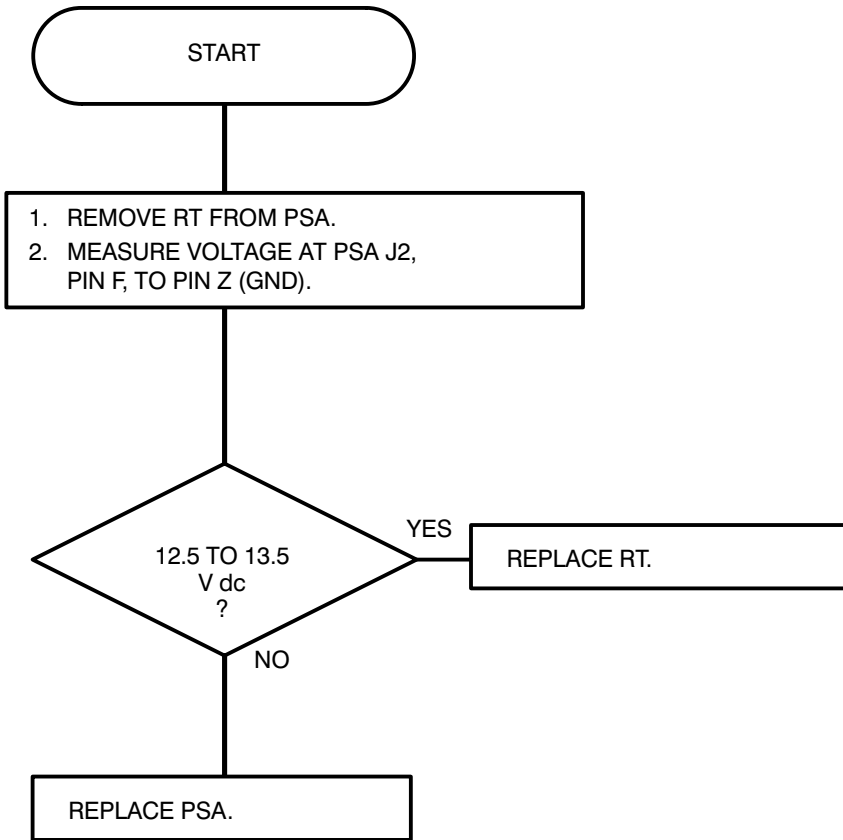 START
1. REMOVE RT FROM PSA.
2. MEASURE VOLTAGE AT PSA J2,
PIN F, TO PIN Z (GND).
12.5 TO 13.5
V dc
?
YES
REPLACE RT.
NO
REPLACE PSA.